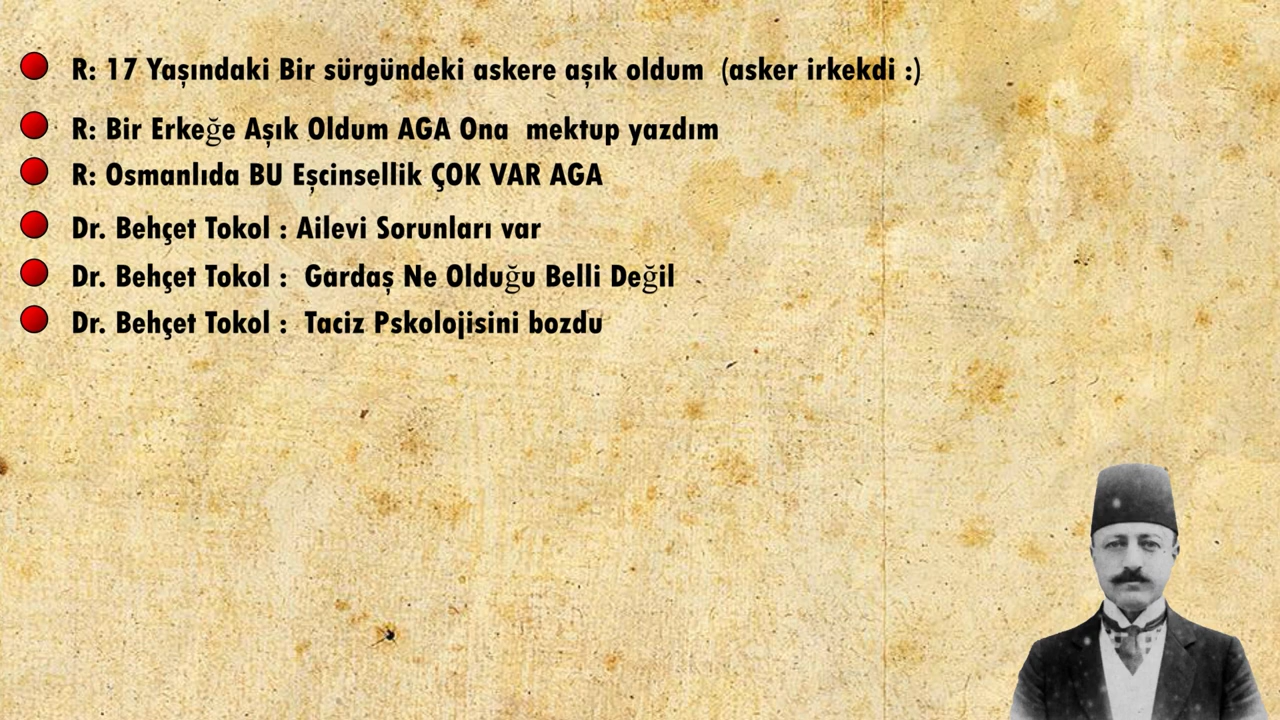 R: 17 Yaşındaki Bir sürgündeki askere aşık oldum (asker irkekdi :)
R: Bir Erkeğe Aşık Oldum AGA Ona mektup yazdım
R: Osmanlıda BU Eşcinsellik ÇOK VAR AGA
Dr. Behçet Tokol : Ailevi Sorunları var
Dr. Behçet Tokol : Gardaş Ne Olduğu Belli Değil
Dr. Behçet Tokol : Taciz Pskolojisini bozdu